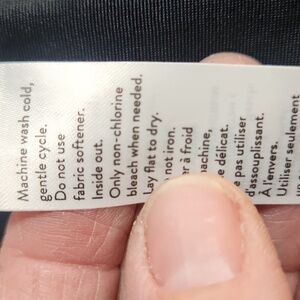 Machine wash cold,
gentle cycle.
Do not use
fabric softener.
Inside out.
Only non-chlorine
bleach when needed.
Lay flat to dry.
not iron.
à froid
délicat.
pas utiliser
d'assouplissant.
À l'envers.
Utiliser seulement